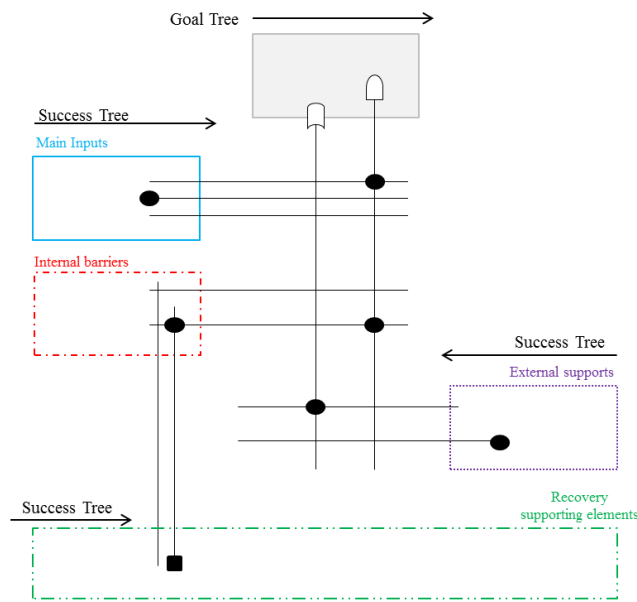 Goal Tree
Success Tree
Main Inputs
Internal barriers
Success Tree
External supports
Recovery
supporting elements
Success Tree